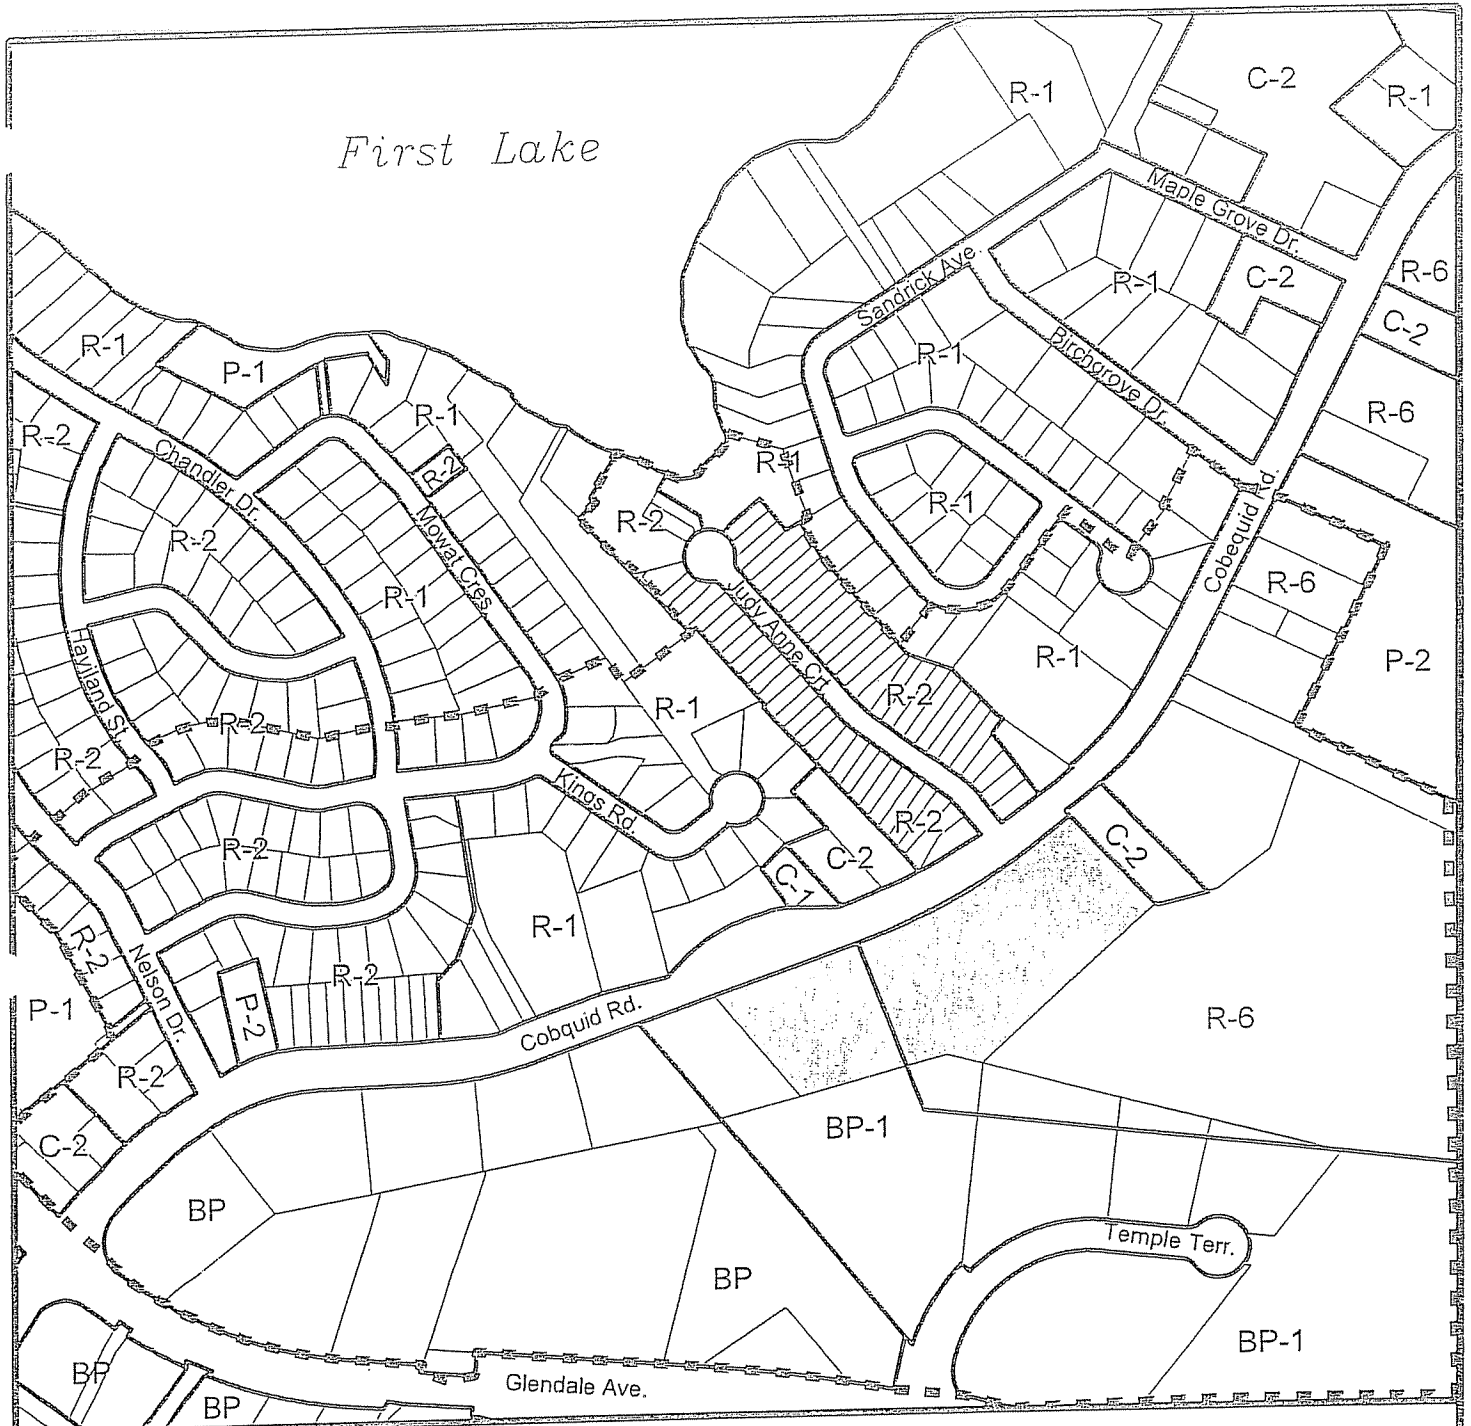 First Lake
R-1
C-2
R-1
Maple Grove Dr.
R-6
C-2
R-1
Sandrick Ave.
C-2
R-1
P-1
R-1
Birchgrove Dr.
R-6
R-1
R-2
R-2
Chandler Dr.
R-1
R-1
R-2
R-2
Mowat Cres.
Cobequid Rd.
R-1
Judy Anne Cr.
R-6
Haviland St.
R-1
P-2
R-2
R-1
R-2
R-2
Kings Rd.
R-2
C-2
R-2
C-2
C-1
R-1
R-2
Nelson Dr.
R-2
P-2
P-1
Cobquid Rd.
R-6
R-2
BP-1
C-2
BP
Temple Terr.
BP
BP-1
BP
Glendale Ave.
BP